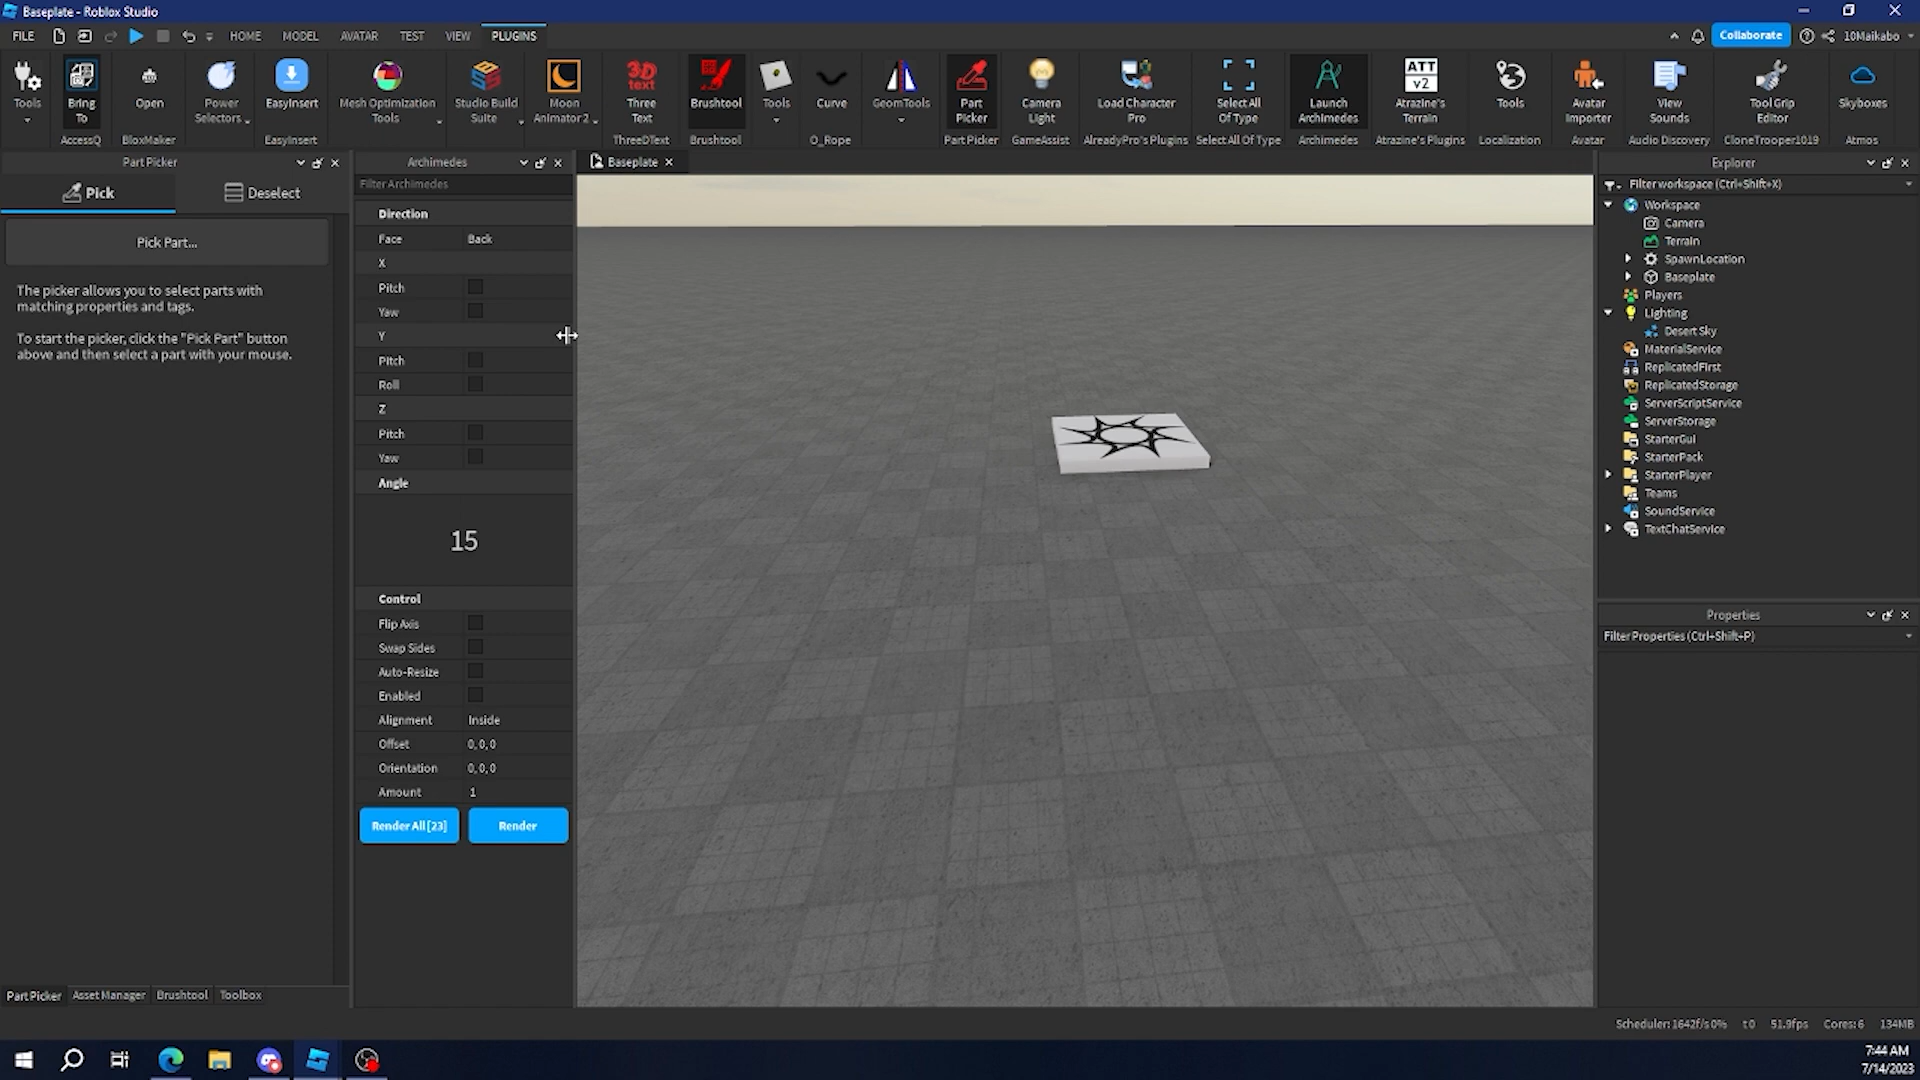 Baseplate - Roblox Studio
FILE HOME MODEL AVATAR TEST VIEW PLUGINS Collaborate 10Maikabo
Tools
Bring To
AccessQ
Open
BloxMaker
Power Selectors
EasyInsert
EasyInsert
Mesh Optimization Tools
Studio Build Suite
Moon Animator 2
3D text
Three Text
ThreeDText
Brushtool
Brushtool
Tools
Curve
O_Rope
GeomTools
Part Picker
Part Picker
Camera Light
GameAssist
Load Character Pro
AlreadyPro's Plugins
Select All Of Type
Select All Of Type
Launch Archimedes
Archimedes
ATT v2
Atrazine's Terrain
Atrazine's Plugins
Tools
Localization
Avatar Importer
Avatar
View Sounds
Audio Discovery
Tool Grip Editor
CloneTrooper1019
Skyboxes
Atmos
Part Picker
Pick Deselect
Pick Part...
The picker allows you to select parts with
matching properties and tags.
To start the picker, click the "Pick Part" button
above and then select a part with your mouse.
Part Picker Asset Manager Brushtool Toolbox
Archimedes
Filter Archimedes
Direction
Face Back
X
Pitch
Yaw
Y
Pitch
Roll
Z
Pitch
Yaw
Angle
15
Control
Flip Axis
Swap Sides
Auto-Resize
Enabled
Alignment Inside
Offset 0, 0, 0
Orientation 0, 0, 0
Amount 1
Render All [23] Render
Baseplate
Explorer
Filter workspace (Ctrl+Shift+X)
Workspace
Camera
Terrain
SpawnLocation
Baseplate
Players
Lighting
Desert Sky
MaterialService
ReplicatedFirst
ReplicatedStorage
ServerScriptService
ServerStorage
StarterGui
StarterPack
StarterPlayer
Teams
SoundService
TextChatService
Properties
Filter Properties (Ctrl+Shift+P)
Scheduler: 1642f/s 0% t 0 51.9fps Cores: 6 134MB
7:44 AM
7/14/2023